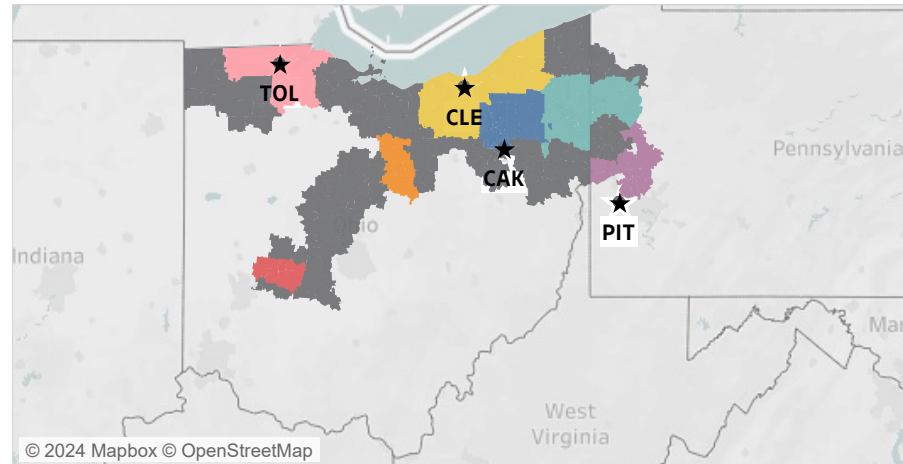 TOL
CLE
CAK
PIT
Pennsylvania
Ohio
Indiana
West
Virginia
Mar
© 2024 Mapbox © OpenStreetMap